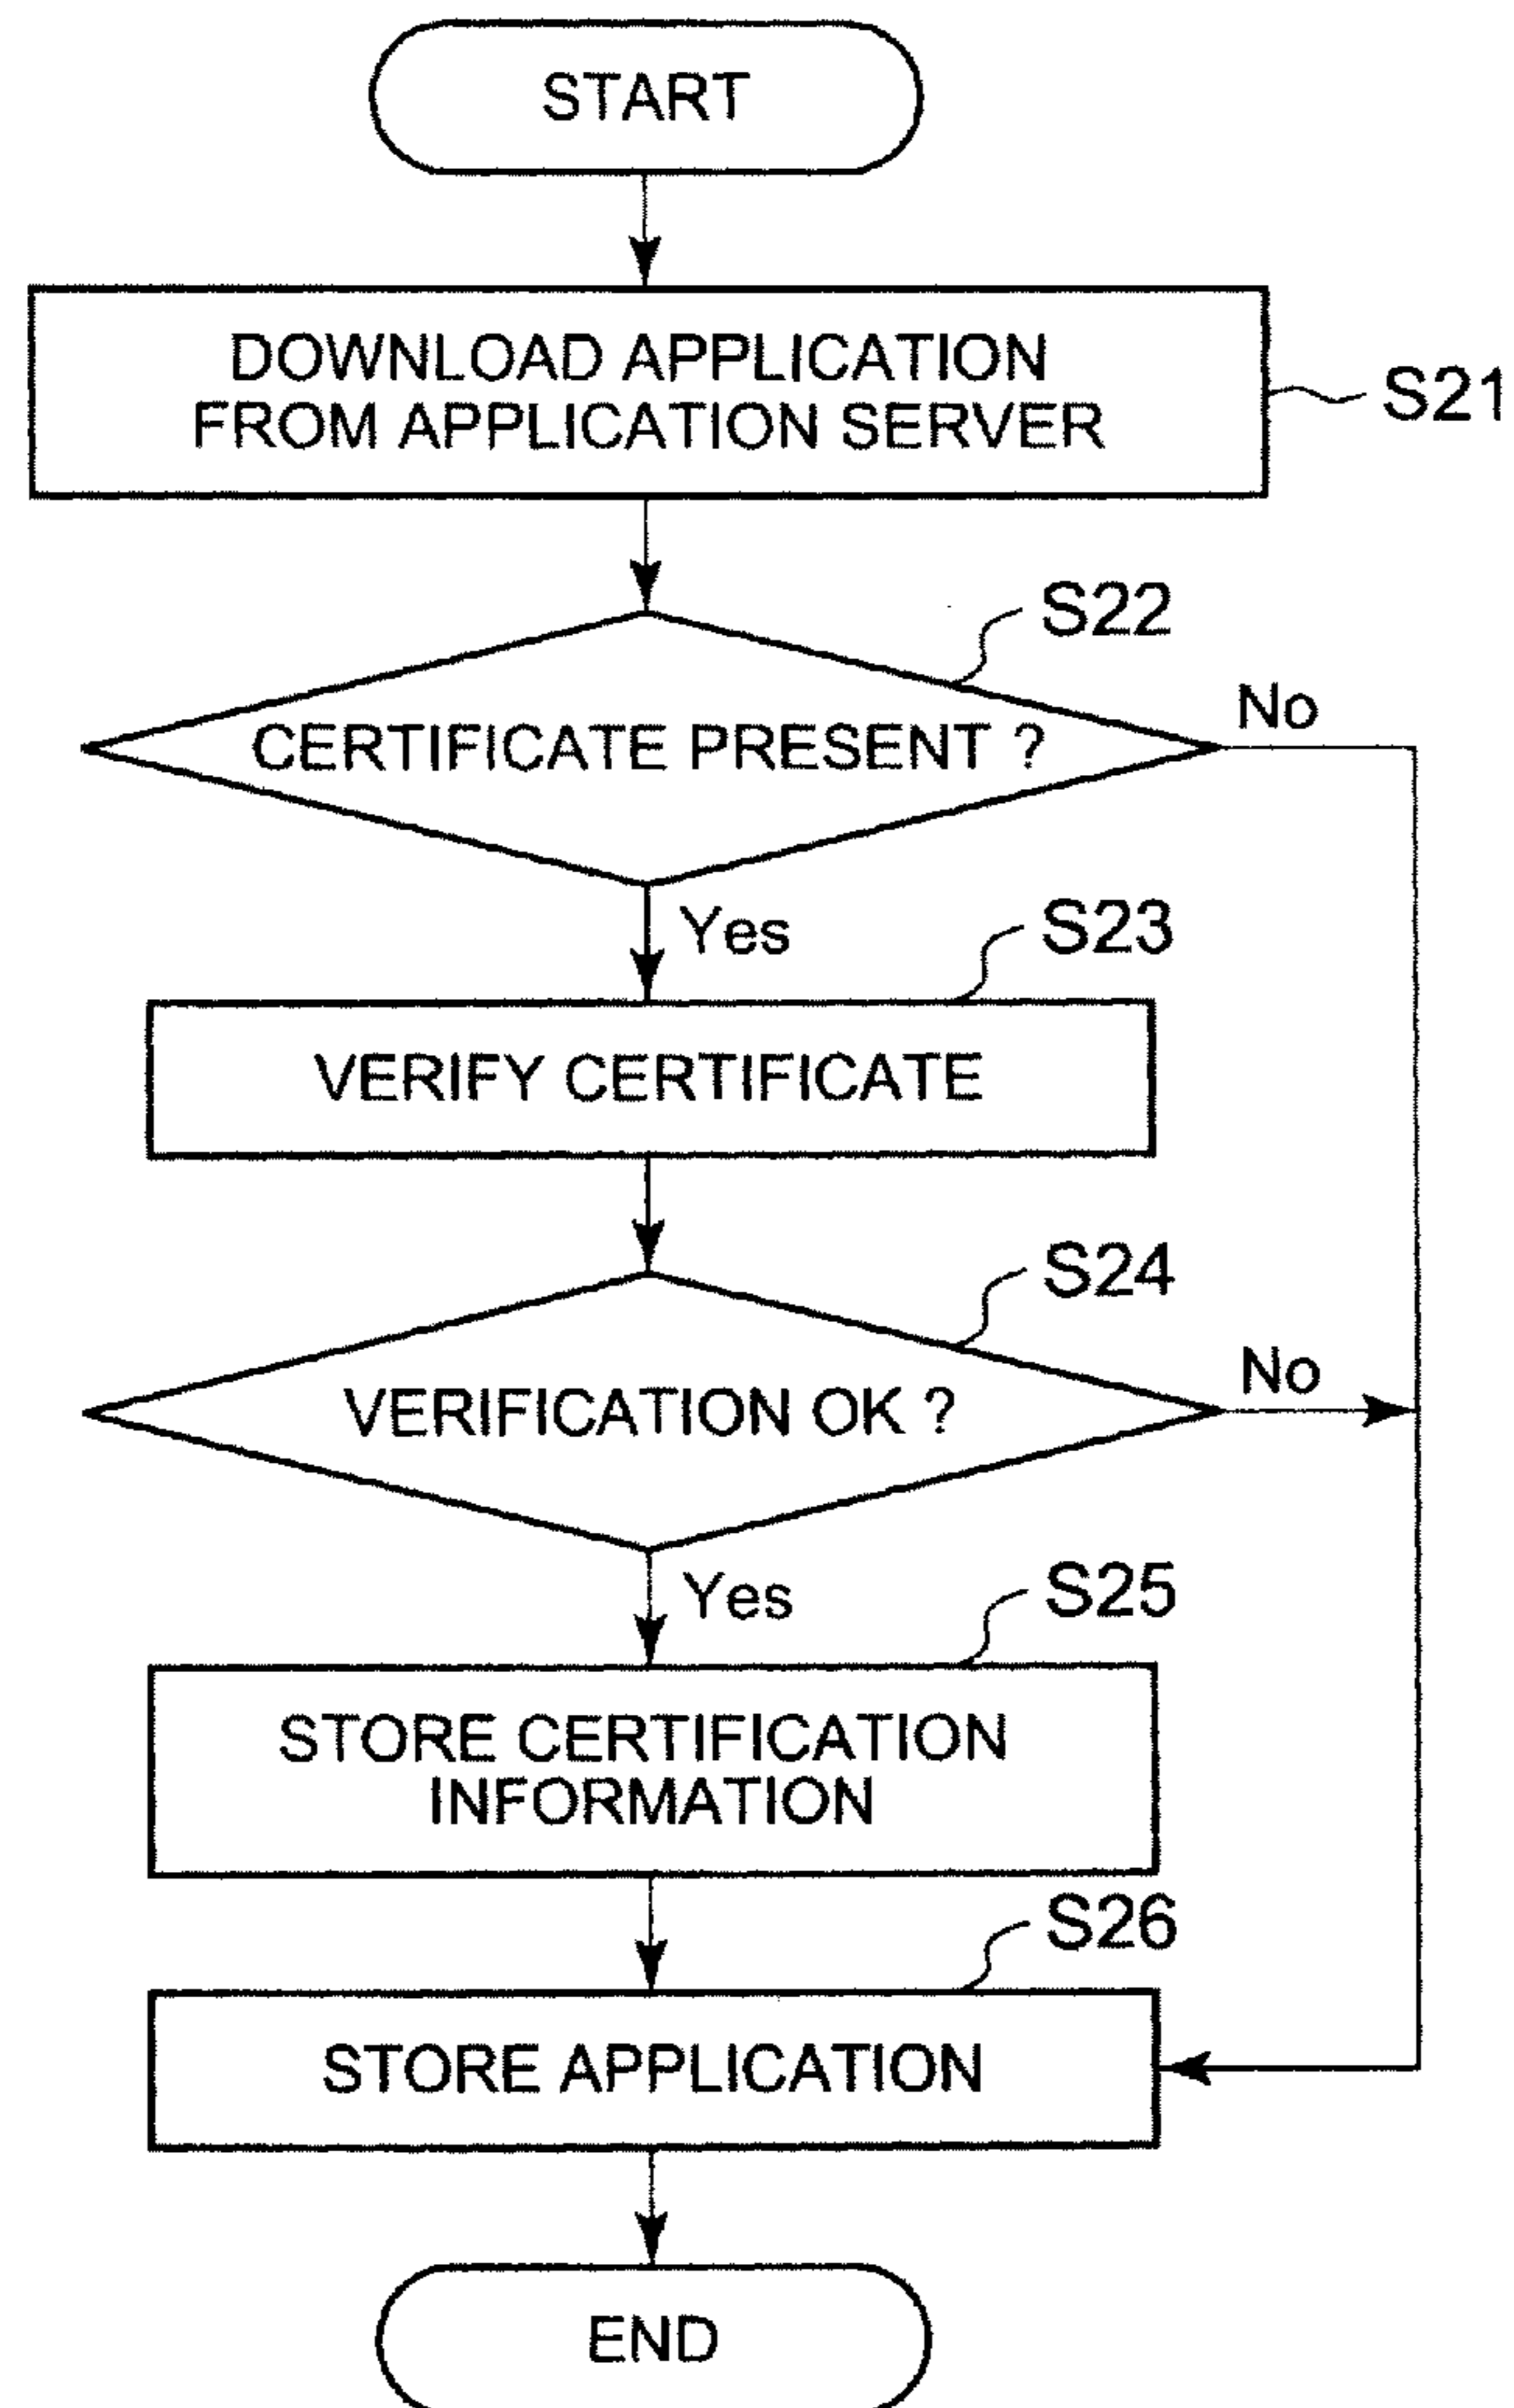 START
DOWNLOAD APPLICATION
FROM APPLICATION SERVER
S21
S22
CERTIFICATE PRESENT ?
No
Yes
S23
VERIFY CERTIFICATE
S24
VERIFICATION OK ?
No
Yes
S25
STORE CERTIFICATION
INFORMATION
S26
STORE APPLICATION
END